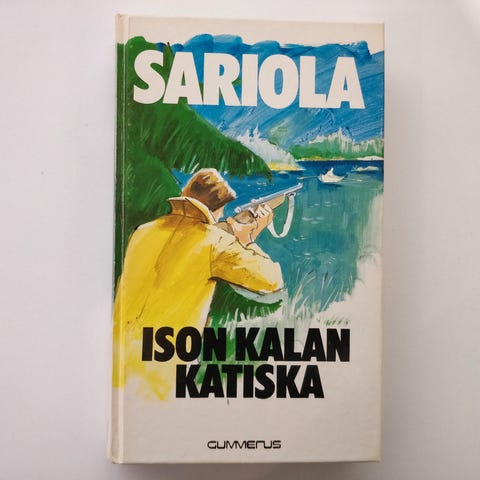 SARIOLA
ISON KALAN
KATISKA
GUMMERUS